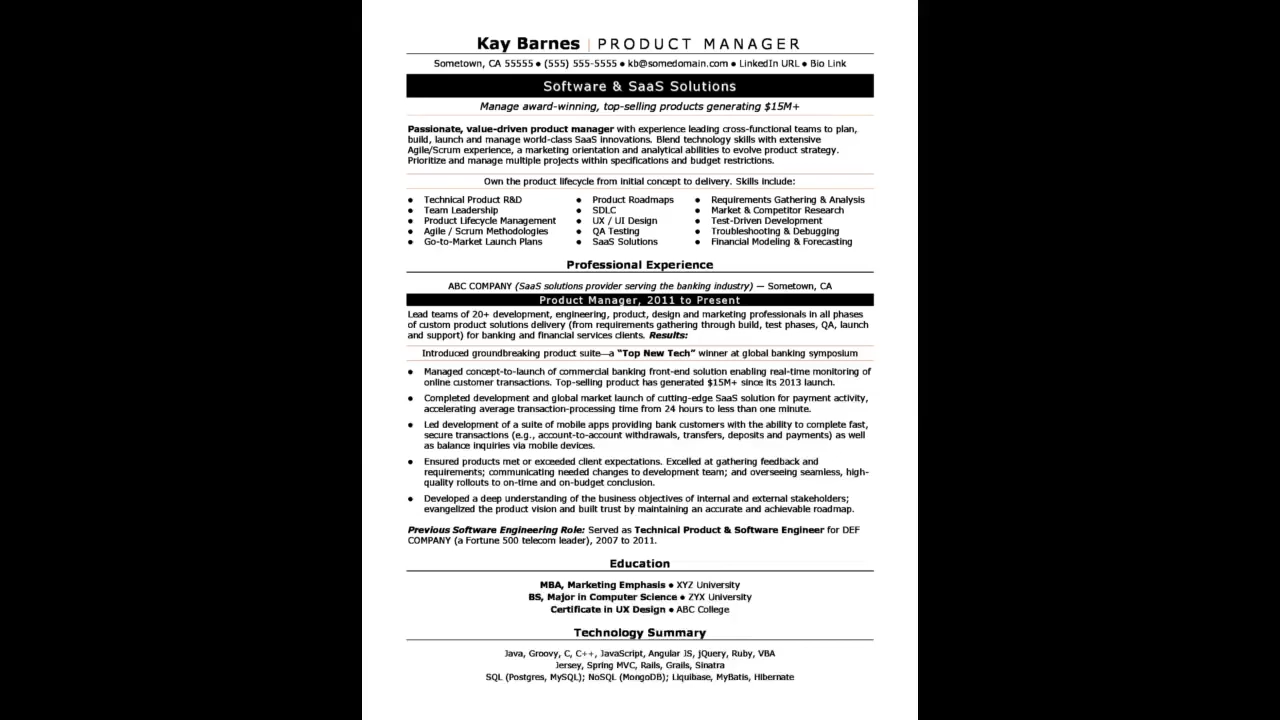 Kay Barnes | PRODUCT MANAGER
Sometown, CA 55555 ● (555) 555-5555 ● kb@somedomain.com ● LinkedIn URL ● Bio Link
Software & SaaS Solutions
Manage award-winning, top-selling products generating $15M+
Passionate, value-driven product manager with experience leading cross-functional teams to plan,
build, launch and manage world-class SaaS innovations. Blend technology skills with extensive
Agile/Scrum experience, a marketing orientation and analytical abilities to evolve product strategy.
Prioritize and manage multiple projects within specifications and budget restrictions.
Own the product lifecycle from initial concept to delivery. Skills include:
● Technical Product R&D
● Team Leadership
● Product Lifecycle Management
● Agile / Scrum Methodologies
● Go-to-Market Launch Plans
● Product Roadmaps
● SDLC
● UX / UI Design
● QA Testing
● SaaS Solutions
● Requirements Gathering & Analysis
● Market & Competitor Research
● Test-Driven Development
● Troubleshooting & Debugging
● Financial Modeling & Forecasting
Professional Experience
ABC COMPANY (SaaS solutions provider serving the banking industry) — Sometown, CA
Product Manager, 2011 to Present
Lead teams of 20+ development, engineering, product, design and marketing professionals in all phases
of custom product solutions delivery (from requirements gathering through build, test phases, QA, launch
and support) for banking and financial services clients. Results:
Introduced groundbreaking product suite—a “Top New Tech” winner at global banking symposium
● Managed concept-to-launch of commercial banking front-end solution enabling real-time monitoring of
online customer transactions. Top-selling product has generated $15M+ since its 2013 launch.
● Completed development and global market launch of cutting-edge SaaS solution for payment activity,
accelerating average transaction-processing time from 24 hours to less than one minute.
● Led development of a suite of mobile apps providing bank customers with the ability to complete fast,
secure transactions (e.g., account-to-account withdrawals, transfers, deposits and payments) as well
as balance inquiries via mobile devices.
● Ensured products met or exceeded client expectations. Excelled at gathering feedback and
requirements; communicating needed changes to development team; and overseeing seamless, high-
quality rollouts to on-time and on-budget conclusion.
● Developed a deep understanding of the business objectives of internal and external stakeholders;
evangelized the product vision and built trust by maintaining an accurate and achievable roadmap.
Previous Software Engineering Role: Served as Technical Product & Software Engineer for DEF
COMPANY (a Fortune 500 telecom leader), 2007 to 2011.
Education
MBA, Marketing Emphasis ● XYZ University
BS, Major in Computer Science ● ZYX University
Certificate in UX Design ● ABC College
Technology Summary
Java, Groovy, C, C++, JavaScript, Angular JS, jQuery, Ruby, VBA
Jersey, Spring MVC, Rails, Grails, Sinatra
SQL (Postgres, MySQL); NoSQL (MongoDB); Liquibase, MyBatis, Hibernate